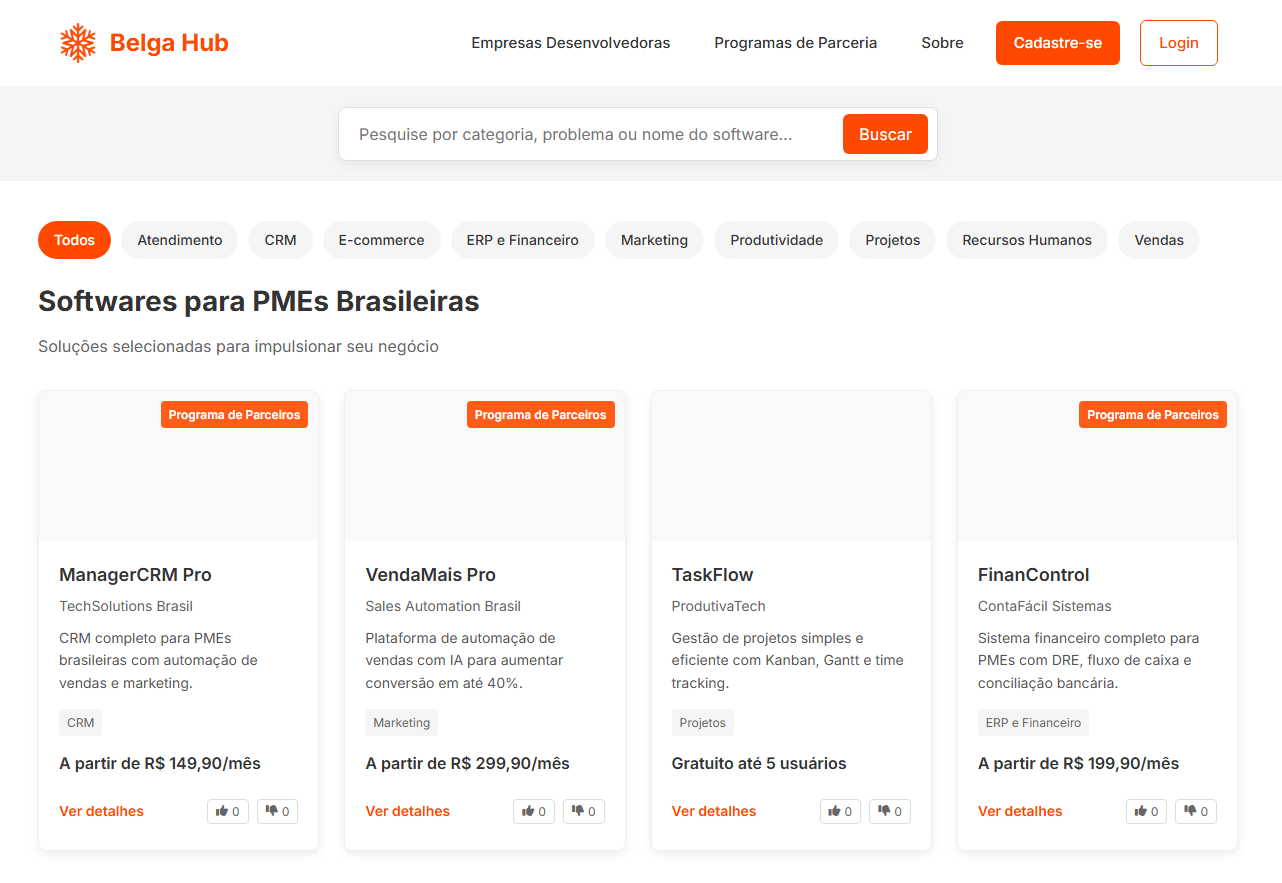 Belga Hub
Empresas Desenvolvedoras
Programas de Parceria
Sobre
Cadastre-se
Login
Pesquise por categoria, problema ou nome do software...
Buscar
Todos
Atendimento
CRM
E-commerce
ERP e Financeiro
Marketing
Produtividade
Projetos
Recursos Humanos
Vendas
Softwares para PMEs Brasileiras
Soluções selecionadas para impulsionar seu negócio
Programa de Parceiros
ManagerCRM Pro
TechSolutions Brasil
CRM completo para PMEs
brasileiras com automação de
vendas e marketing.
CRM
A partir de R$ 149,90/mês
Ver detalhes
0
0
Programa de Parceiros
VendaMais Pro
Sales Automation Brasil
Plataforma de automação de
vendas com IA para aumentar
conversão em até 40%.
Marketing
A partir de R$ 299,90/mês
Ver detalhes
0
0
TaskFlow
ProdutivaTech
Gestão de projetos simples e
eficiente com Kanban, Gantt e time
tracking.
Projetos
Gratuito até 5 usuários
Ver detalhes
0
0
Programa de Parceiros
FinanControl
ContaFácil Sistemas
Sistema financeiro completo para
PMEs com DRE, fluxo de caixa e
conciliação bancária.
ERP e Financeiro
A partir de R$ 199,90/mês
Ver detalhes
0
0